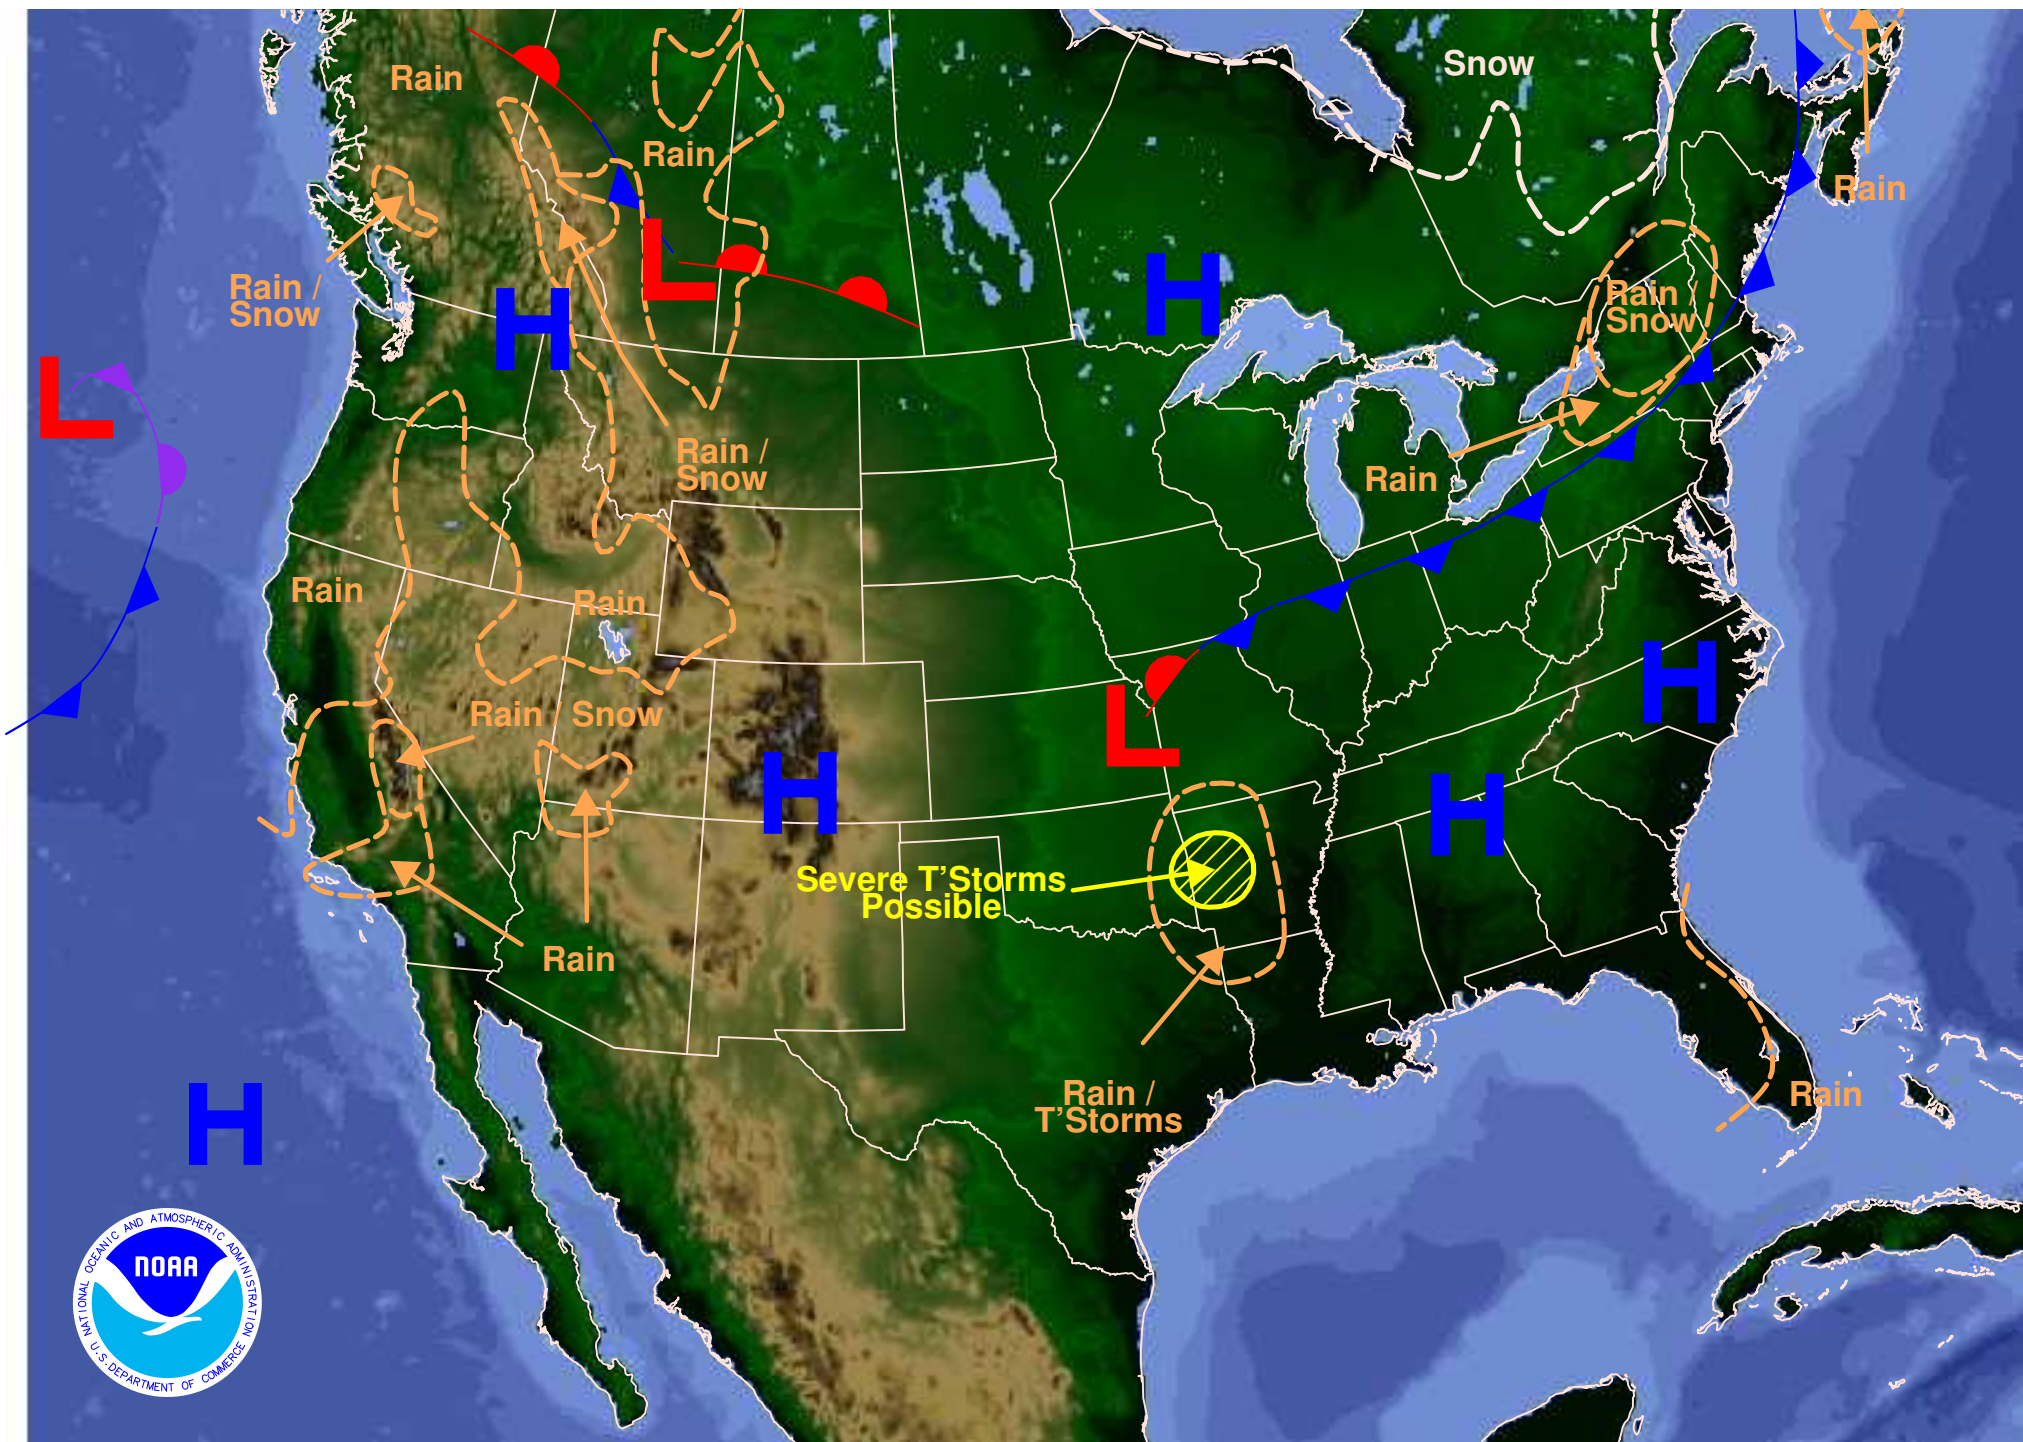 Snow
Rain
Rain
Rain
Rain /
Snow
Rain /
Snow
H
L
H
L
Rain /
Snow
Rain
Rain
Rain
H
Rain / Snow
L
H
H
Severe T'Storms
Possible
Rain
Rain /
T'Storms
Rain
H
NOAA
NATIONAL OCEANIC AND ATMOSPHERIC ADMINISTRATION
U.S. DEPARTMENT OF COMMERCE